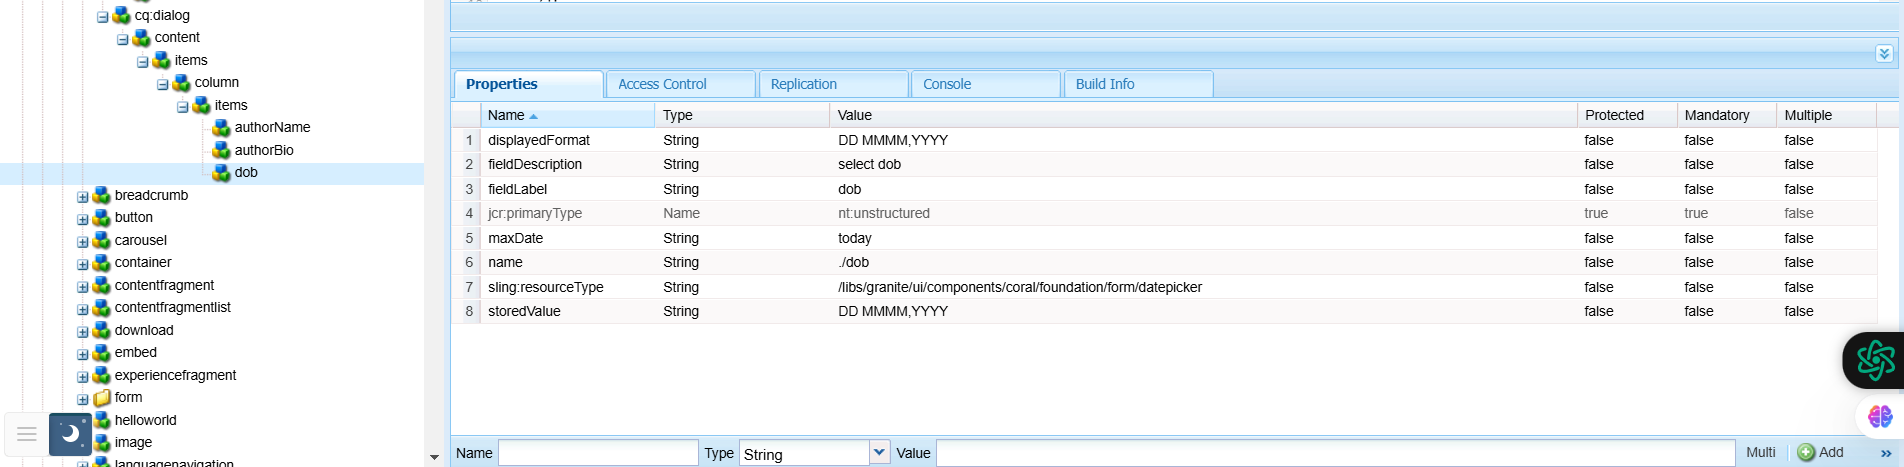 cq:dialog
content
items
column
items
authorName
authorBio
dob
breadcrumb
button
carousel
container
contentfragment
contentfragmentlist
download
embed
experiencefragment
form
helloworld
image
languagenavigation
Properties Access Control Replication Console Build Info
Name Type Value Protected Mandatory Multiple
1 displayedFormat String DD MMMM,YYYY false false false
2 fieldDescription String select dob false false false
3 fieldLabel String dob false false false
4 jcr:primaryType Name nt:unstructured true true false
5 maxDate String today false false false
6 name String ./dob false false false
7 sling:resourceType String /libs/granite/ui/components/coral/foundation/form/datepicker false false false
8 storedValue String DD MMMM,YYYY false false false
Name Type String Value Multi Add »